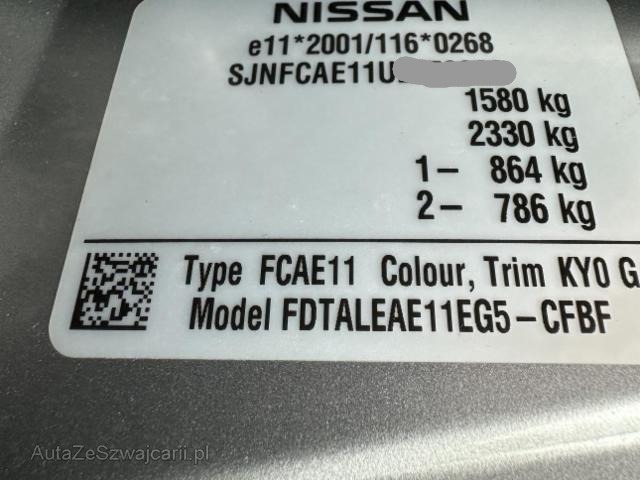 NISSAN
e11*2001/116*0268
SJNFCAE11U
1580 kg
2330 kg
1– 864 kg
2– 786 kg
Type FCAE11 Colour, Trim KY0 G
Model FDTALEAE11EG5–CFBF
AutaZeSzwajcarii.pl